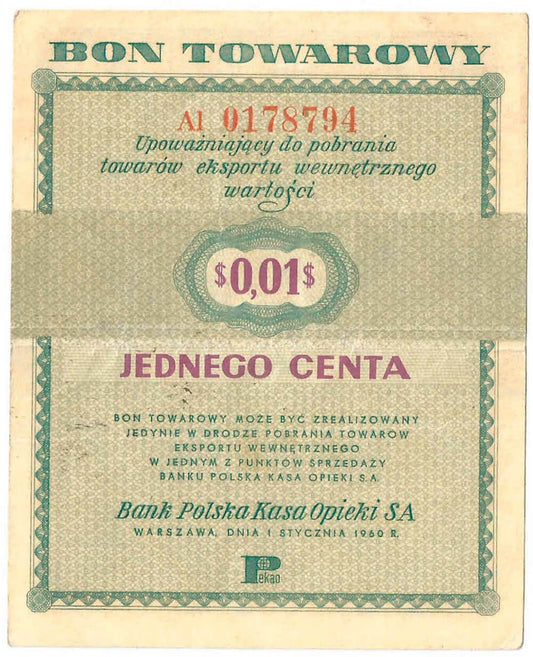 BON TOWAROWY
Al 0178794
Upoważniający do pobrania
towarów eksportu wewnętrznego
wartości
$0,01$
JEDNEGO CENTA
BON TOWAROWY MOŻE BYĆ ZREALIZOWANY
JEDYNIE W DRODZE POBRANIA TOWARÓW
EKSPORTU WEWNĘTRZNEGO
W JEDNYM Z PUNKTÓW SPRZEDAŻY
BANKU POLSKA KASA OPIEKI S.A.
Bank Polska Kasa Opieki SA
WARSZAWA, DNIA 1 STYCZNIA 1960 R.
Pekao